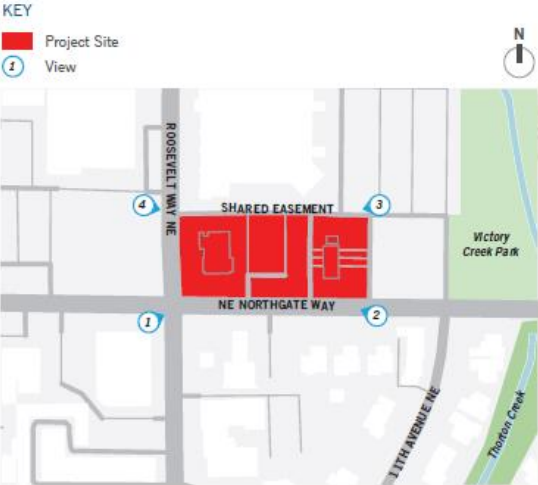 KEY
Project Site
1 View
N
ROOSEVELT WAY NE
4
SHARED EASEMENT
3
Victory
Creek Park
NE NORTHGATE WAY
1
2
11TH AVENUE NE
Thorton Creek